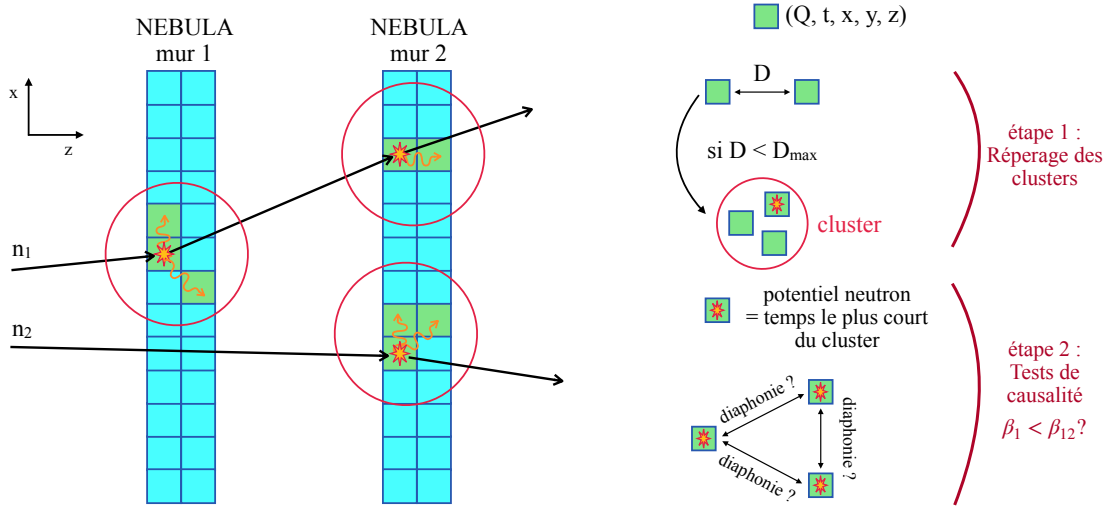 NEBULA
mur 1
NEBULA
mur 2
x
z
n1
n2
(Q, t, x, y, z)
D
si D < Dmax
cluster
étape 1 :
Réperage des
clusters
potentiel neutron
= temps le plus court
du cluster
étape 2 :
Tests de
causalité
β1 < β12?
diaphonie ?
diaphonie ?
diaphonie ?